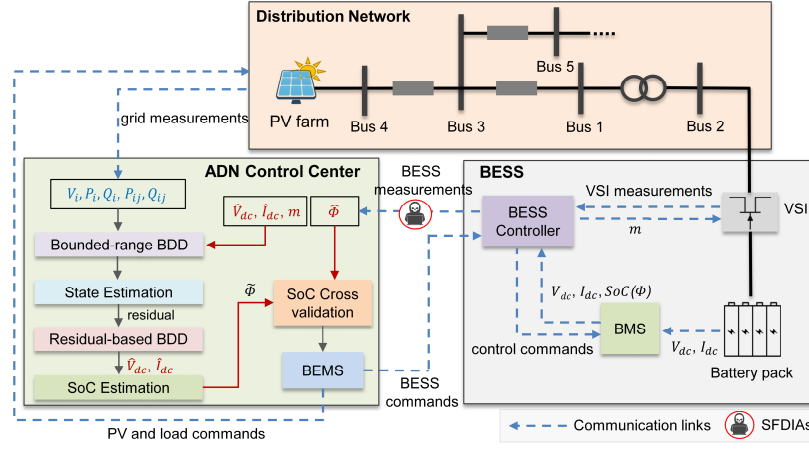 Distribution Network
Bus 5
PV farm
Bus 4
Bus 3
Bus 1
Bus 2
grid measurements
ADN Control Center
V_i, P_i, Q_i, P_ij, Q_ij
V̂_dc, Î_dc, m
Φ̃
Bounded-range BDD
State Estimation
residual
Residual-based BDD
V̂_dc, Î_dc
SoC Estimation
Φ̃
SoC Cross
validation
BEMS
PV and load commands
BESS
measurements
BESS
commands
BESS
VSI measurements
m
VSI
BESS
Controller
V_dc, I_dc, SoC(Φ)
BMS
control commands
V_dc, I_dc
Battery pack
Communication links
SFDIAs